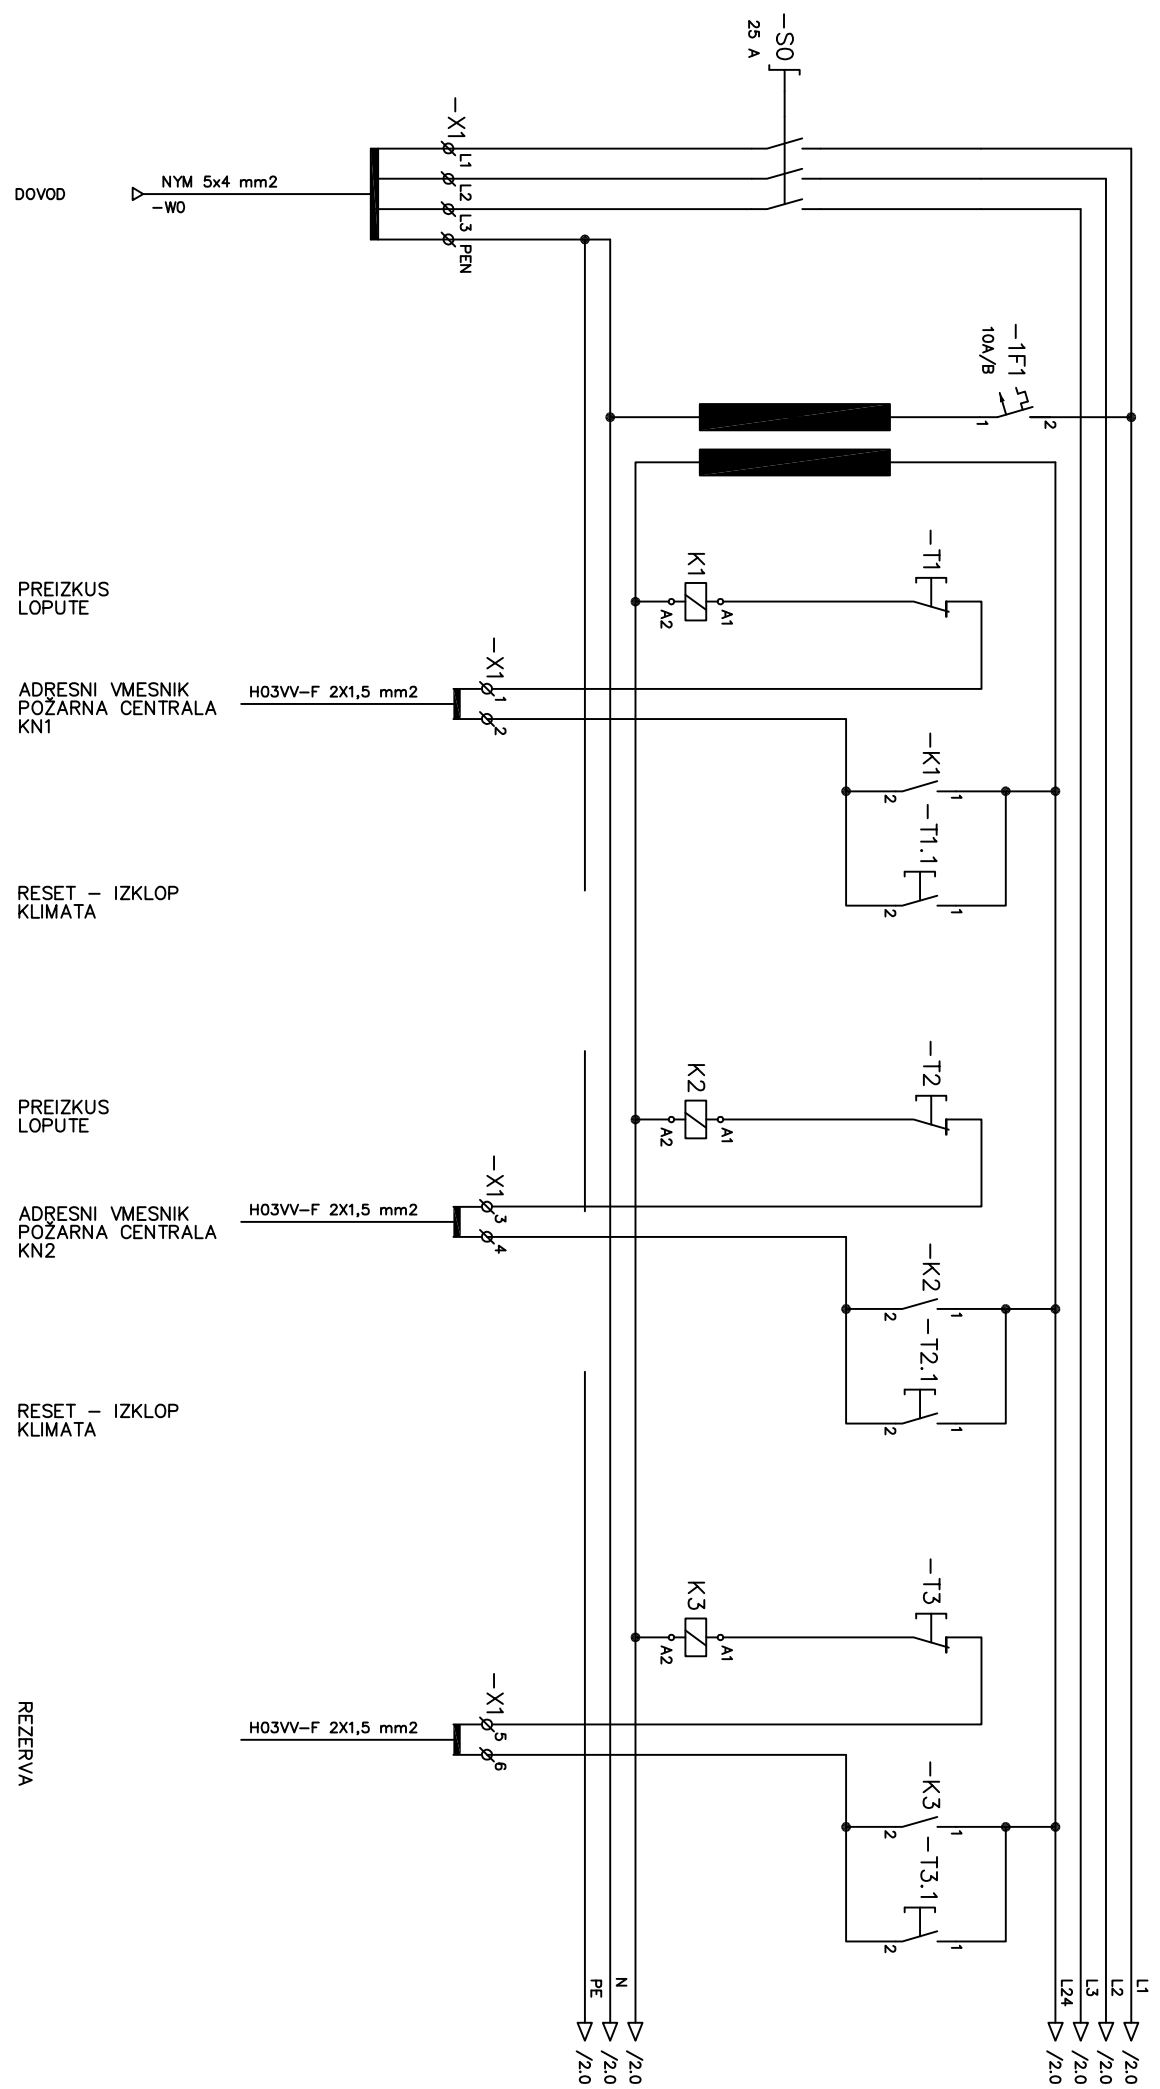 -S0
25 A
-X1
L1
L2
L3
PEN
DOVOD
NYM 5x4 mm2
-W0
-1F1
10A/B
1
2
PREIZKUS
LOPUTE
K1
A2
A1
-T1
ADRESNI VMESNIK
POŽARNA CENTRALA
KN1
H03VV-F 2X1,5 mm2
-X1
1
2
-K1
2
1
-T1.1
2
1
RESET - IZKLOP
KLIMATA
PREIZKUS
LOPUTE
K2
A2
A1
-T2
ADRESNI VMESNIK
POŽARNA CENTRALA
KN2
H03VV-F 2X1,5 mm2
-X1
3
4
-K2
2
1
-T2.1
2
1
RESET - IZKLOP
KLIMATA
K3
A2
A1
-T3
REZERVA
H03VV-F 2X1,5 mm2
-X1
5
6
-K3
2
1
-T3.1
2
1
PE
N
L24
L3
L2
L1
/2.0
/2.0
/2.0
/2.0
/2.0
/2.0
/2.0